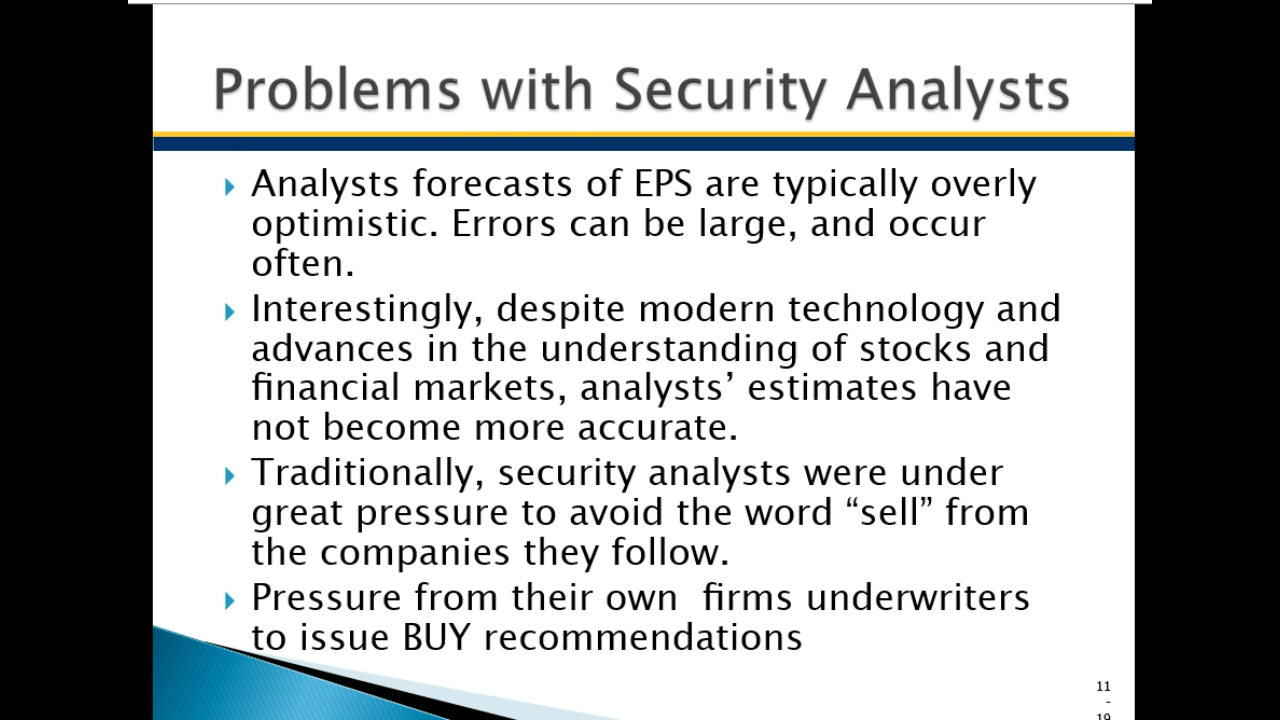 Problems with Security Analysts
Analysts forecasts of EPS are typically overly
optimistic. Errors can be large, and occur
often.
Interestingly, despite modern technology and
advances in the understanding of stocks and
financial markets, analysts’ estimates have
not become more accurate.
Traditionally, security analysts were under
great pressure to avoid the word “sell” from
the companies they follow.
Pressure from their own  firms underwriters
to issue BUY recommendations
11
-
19